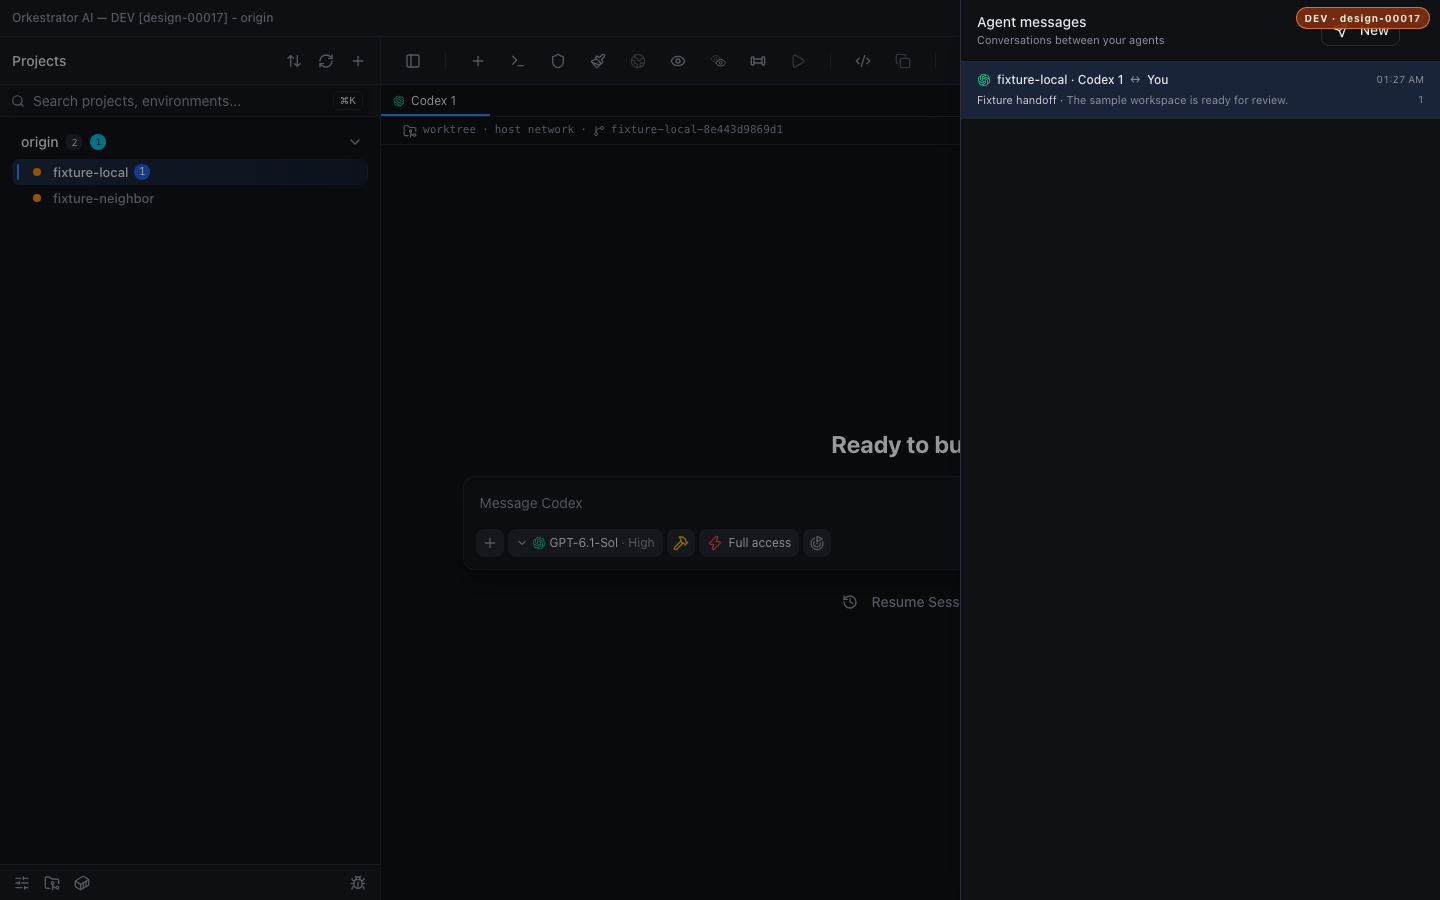 Orkestrator AI — DEV [design-00017] - origin
DEV · design-00017
Projects
Search projects, environments...
⌘K
origin 2 1
fixture-local 1
fixture-neighbor
Codex 1
worktree · host network · fixture-local-8e443d9869d1
Ready to bu
Message Codex
GPT-6.1-Sol · High
Full access
Resume Sess
Agent messages
New
Conversations between your agents
fixture-local · Codex 1 ↔ You
01:27 AM
Fixture handoff · The sample workspace is ready for review.
1